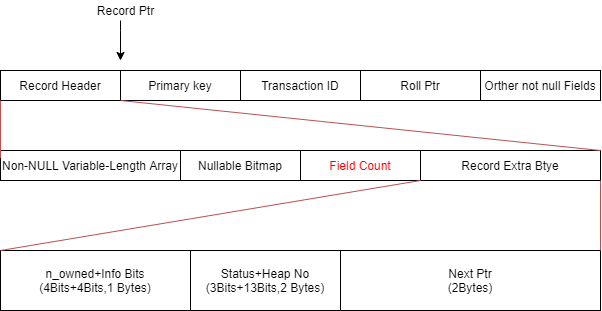 Record Ptr
Record Header
Primary key
Transaction ID
Roll Ptr
Orther not null Fields
Non-NULL Variable-Length Array
Nullable Bitmap
Field Count
Record Extra Btye
n_owned+Info Bits
(4Bits+4Bits,1 Bytes)
Status+Heap No
(3Bits+13Bits,2 Bytes)
Next Ptr
(2Bytes)